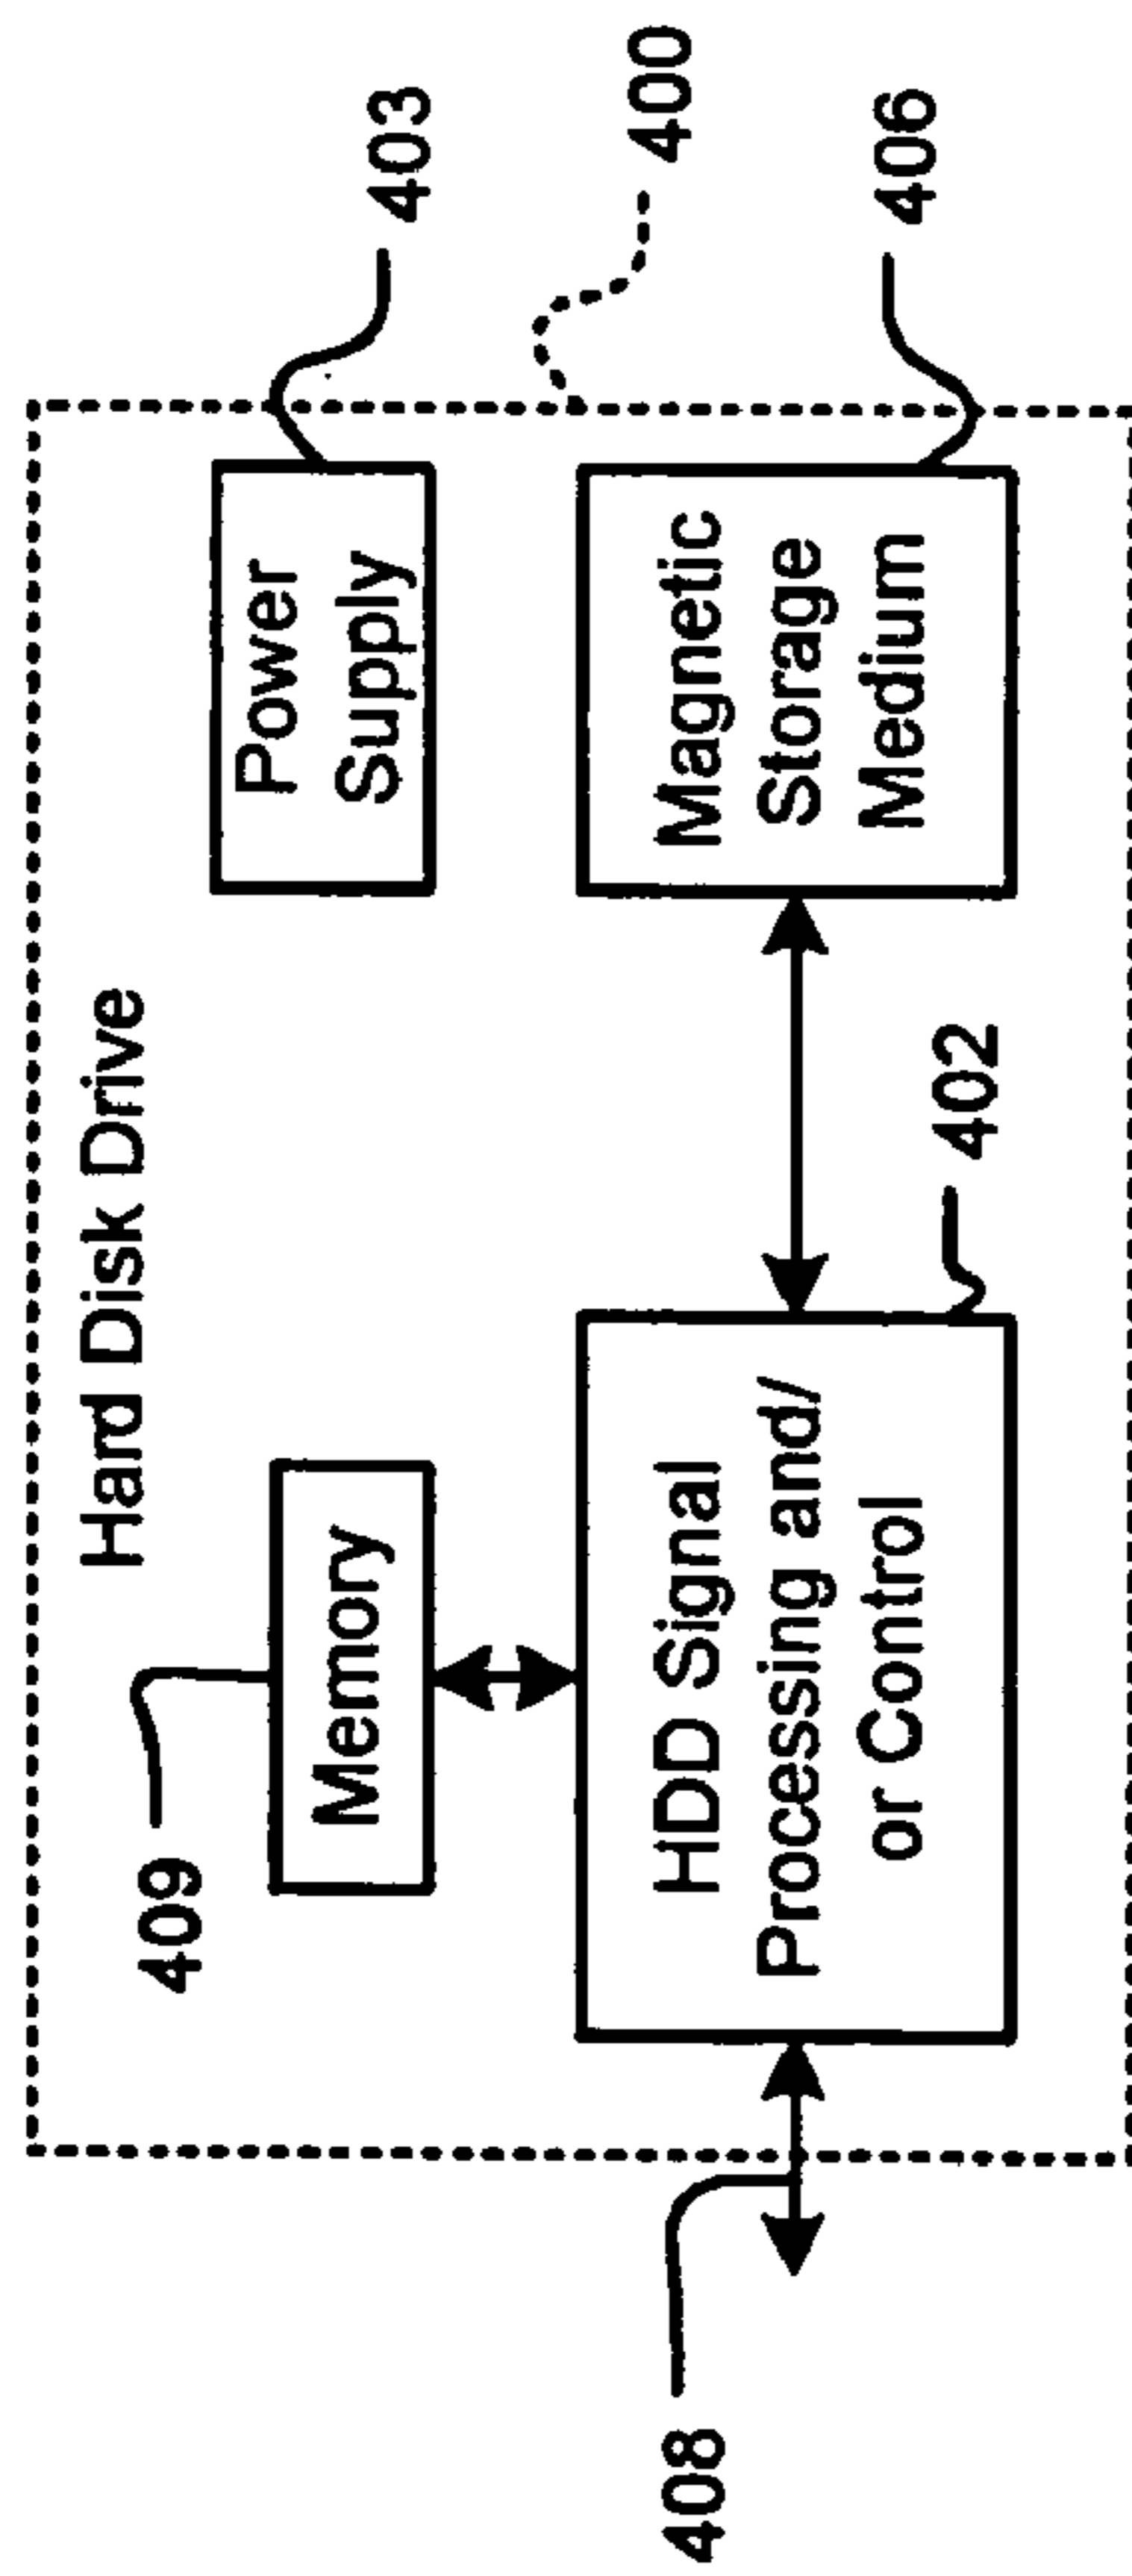 Hard Disk Drive
409
Memory
Power
Supply
403
400
408
HDD Signal
Processing and/
or Control
402
Magnetic
Storage
Medium
406